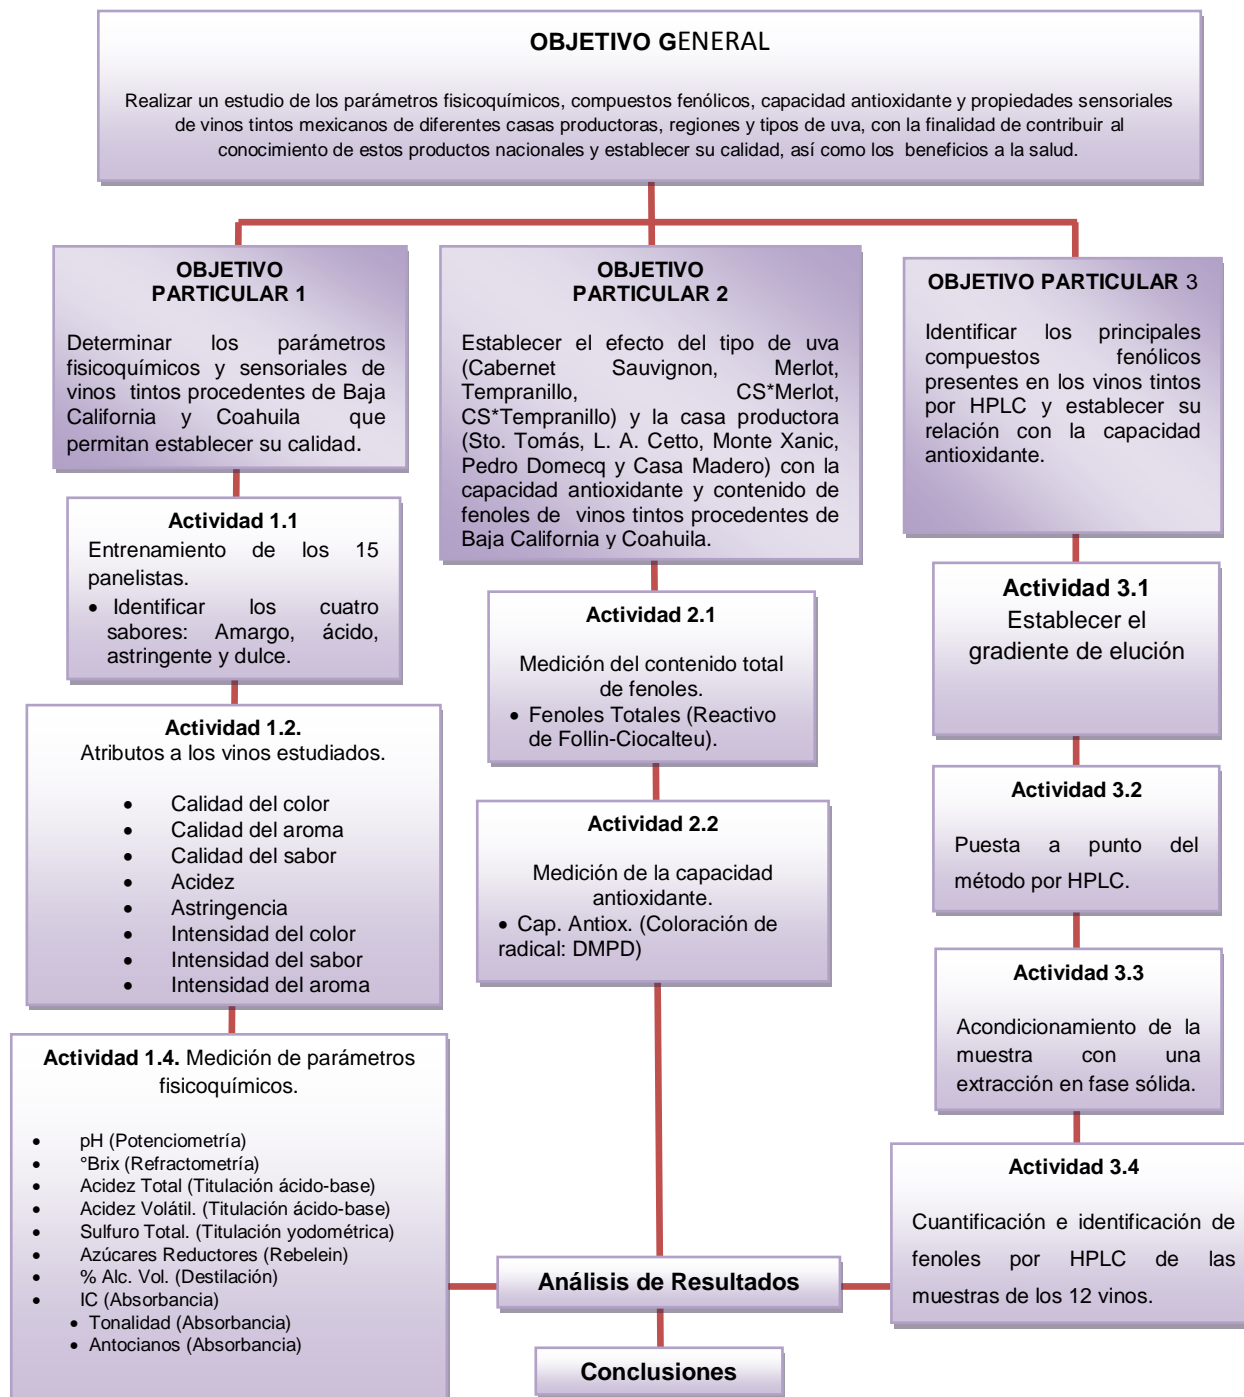 OBJETIVO GENERAL
Realizar un estudio de los parámetros fisicoquímicos, compuestos fenólicos, capacidad antioxidante y propiedades sensoriales
de vinos tintos mexicanos de diferentes casas productoras, regiones y tipos de uva, con la finalidad de contribuir al
conocimiento de estos productos nacionales y establecer su calidad, así como los beneficios a la salud.
OBJETIVO
PARTICULAR 1
Determinar los parámetros
fisicoquímicos y sensoriales de
vinos tintos procedentes de Baja
California y Coahuila que
permitan establecer su calidad.
Actividad 1.1
Entrenamiento de los 15
panelistas.
• Identificar los cuatro
sabores: Amargo, ácido,
astringente y dulce.
Actividad 1.2.
Atributos a los vinos estudiados.
• Calidad del color
• Calidad del aroma
• Calidad del sabor
• Acidez
• Astringencia
• Intensidad del color
• Intensidad del sabor
• Intensidad del aroma
Actividad 1.4. Medición de parámetros
fisicoquímicos.
• pH (Potenciometría)
• °Brix (Refractometría)
• Acidez Total (Titulación ácido-base)
• Acidez Volátil. (Titulación ácido-base)
• Sulfuro Total. (Titulación yodométrica)
• Azúcares Reductores (Rebelein)
• % Alc. Vol. (Destilación)
• IC (Absorbancia)
• Tonalidad (Absorbancia)
• Antocianos (Absorbancia)
OBJETIVO
PARTICULAR 2
Establecer el efecto del tipo de uva
(Cabernet Sauvignon, Merlot,
Tempranillo, CS*Merlot,
CS*Tempranillo) y la casa productora
(Sto. Tomás, L. A. Cetto, Monte Xanic,
Pedro Domecq y Casa Madero) con la
capacidad antioxidante y contenido de
fenoles de vinos tintos procedentes de
Baja California y Coahuila.
Actividad 2.1
Medición del contenido total
de fenoles.
• Fenoles Totales (Reactivo
de Follin-Ciocalteu).
Actividad 2.2
Medición de la capacidad
antioxidante.
• Cap. Antiox. (Coloración de
radical: DMPD)
OBJETIVO PARTICULAR 3
Identificar los principales
compuestos fenólicos
presentes en los vinos tintos
por HPLC y establecer su
relación con la capacidad
antioxidante.
Actividad 3.1
Establecer el
gradiente de elución
Actividad 3.2
Puesta a punto del
método por HPLC.
Actividad 3.3
Acondicionamiento de la
muestra con una
extracción en fase sólida.
Actividad 3.4
Cuantificación e identificación de
fenoles por HPLC de las
muestras de los 12 vinos.
Análisis de Resultados
Conclusiones